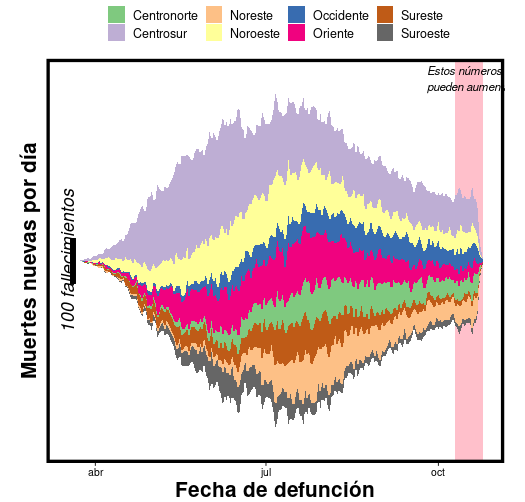 Centronorte Noreste Occidente Sureste
Centrosur Noroeste Oriente Suroeste
Estos números
pueden aumen
Muertes nuevas por día
100 fallecimientos
abr jul oct
Fecha de defunción